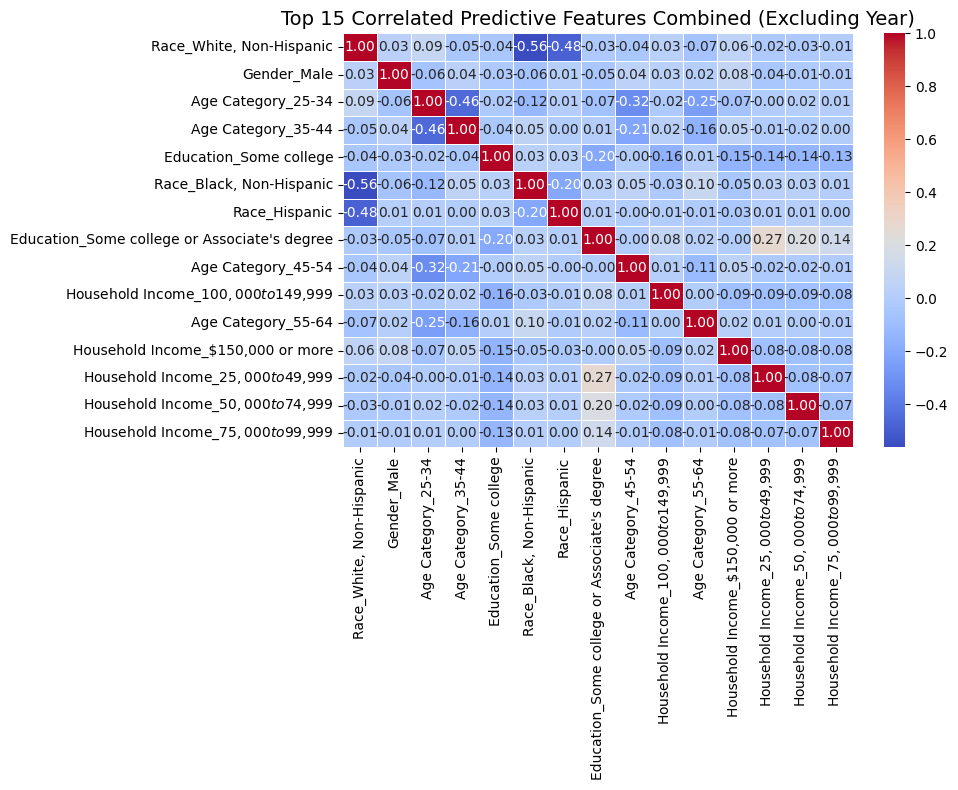 Top 15 Correlated Predictive Features Combined (Excluding Year)
Race_White, Non-Hispanic 1.00 0.03 0.09 -0.05 -0.04 -0.56 -0.48 -0.03 -0.04 0.03 -0.07 0.06 -0.02 -0.03 -0.01
Gender_Male 0.03 1.00 -0.06 0.04 -0.03 -0.06 0.01 -0.05 0.04 0.03 0.02 0.08 -0.04 -0.01 -0.01
Age Category_25-34 0.09 -0.06 1.00 -0.46 -0.02 -0.12 0.01 -0.07 -0.32 -0.02 -0.25 -0.07 -0.00 0.02 0.01
Age Category_35-44 -0.05 0.04 -0.46 1.00 -0.04 0.05 0.00 0.01 -0.21 0.02 -0.16 0.05 -0.01 -0.02 0.00
Education_Some college -0.04 -0.03 -0.02 -0.04 1.00 0.03 0.03 -0.20 -0.00 -0.16 0.01 -0.15 -0.14 -0.14 -0.13
Race_Black, Non-Hispanic -0.56 -0.06 -0.12 0.05 0.03 1.00 -0.20 0.03 0.05 -0.03 0.10 -0.05 0.03 0.03 0.01
Race_Hispanic -0.48 0.01 0.01 0.00 0.03 -0.20 1.00 0.01 -0.00 -0.01 -0.01 -0.03 0.01 0.01 0.00
Education_Some college or Associate's degree -0.03 -0.05 -0.07 0.01 -0.20 0.03 0.01 1.00 -0.00 0.08 0.02 -0.00 0.27 0.20 0.14
Age Category_45-54 -0.04 0.04 -0.32 -0.21 -0.00 0.05 -0.00 -0.00 1.00 0.01 -0.11 0.05 -0.02 -0.02 -0.01
Household Income_100,000to149,999 0.03 0.03 -0.02 0.02 -0.16 -0.03 -0.01 0.08 0.01 1.00 0.00 -0.09 -0.09 -0.09 -0.08
Age Category_55-64 -0.07 0.02 -0.25 -0.16 0.01 0.10 -0.01 0.02 -0.11 0.00 1.00 0.02 0.01 0.00 -0.01
Household Income_$150,000 or more 0.06 0.08 -0.07 0.05 -0.15 -0.05 -0.03 -0.00 0.05 -0.09 0.02 1.00 -0.08 -0.08 -0.08
Household Income_25,000to49,999 -0.02 -0.04 -0.00 -0.01 -0.14 0.03 0.01 0.27 -0.02 -0.09 0.01 -0.08 1.00 -0.08 -0.07
Household Income_50,000to74,999 -0.03 -0.01 0.02 -0.02 -0.14 0.03 0.01 0.20 -0.02 -0.09 0.00 -0.08 -0.08 1.00 -0.07
Household Income_75,000to99,999 -0.01 -0.01 0.01 0.00 -0.13 0.01 0.00 0.14 -0.01 -0.08 -0.01 -0.08 -0.07 -0.07 1.00
Race_White, Non-Hispanic
Gender_Male
Age Category_25-34
Age Category_35-44
Education_Some college
Race_Black, Non-Hispanic
Race_Hispanic
Education_Some college or Associate's degree
Age Category_45-54
Household Income_100,000to149,999
Age Category_55-64
Household Income_$150,000 or more
Household Income_25,000to49,999
Household Income_50,000to74,999
Household Income_75,000to99,999
1.0
0.8
0.6
0.4
0.2
0.0
-0.2
-0.4